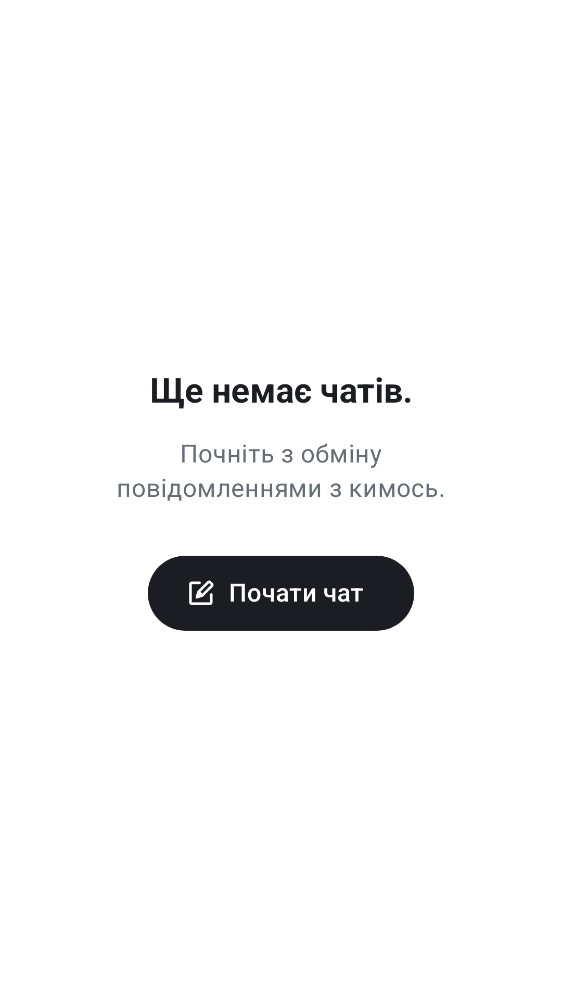 Ще немає чатів.
Почніть з обміну
повідомленнями з кимось.
Почати чат